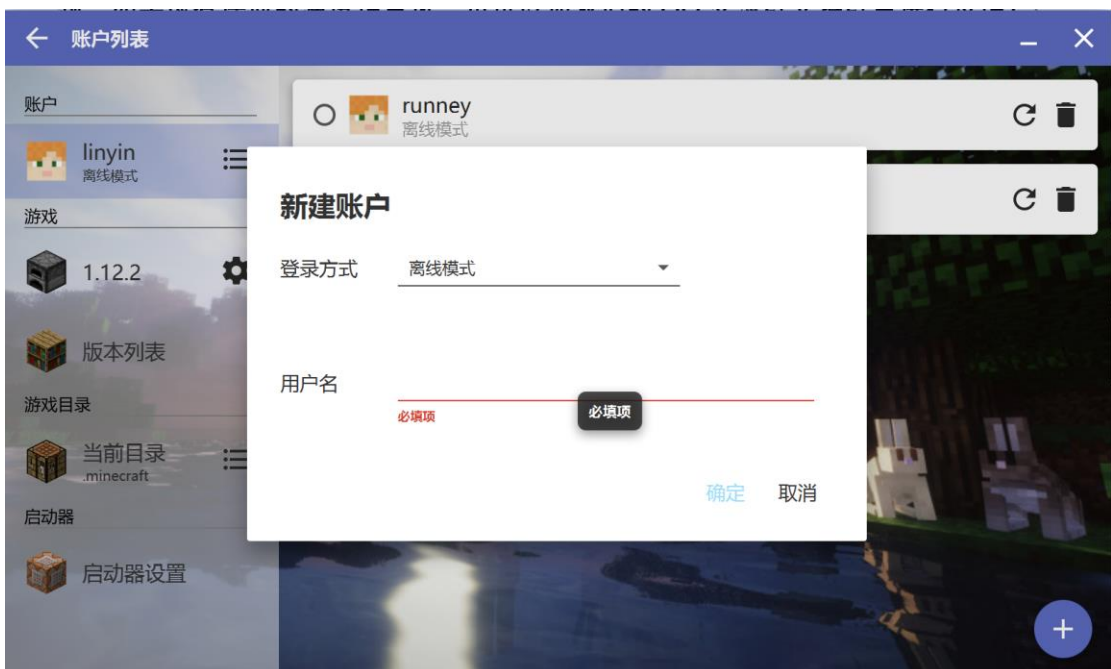 账户列表
账户
linyin
离线模式
游戏
1.12.2
版本列表
游戏目录
当前目录
.minecraft
启动器
启动器设置
runney
离线模式
新建账户
登录方式
离线模式
用户名
必填项
必填项
确定
取消